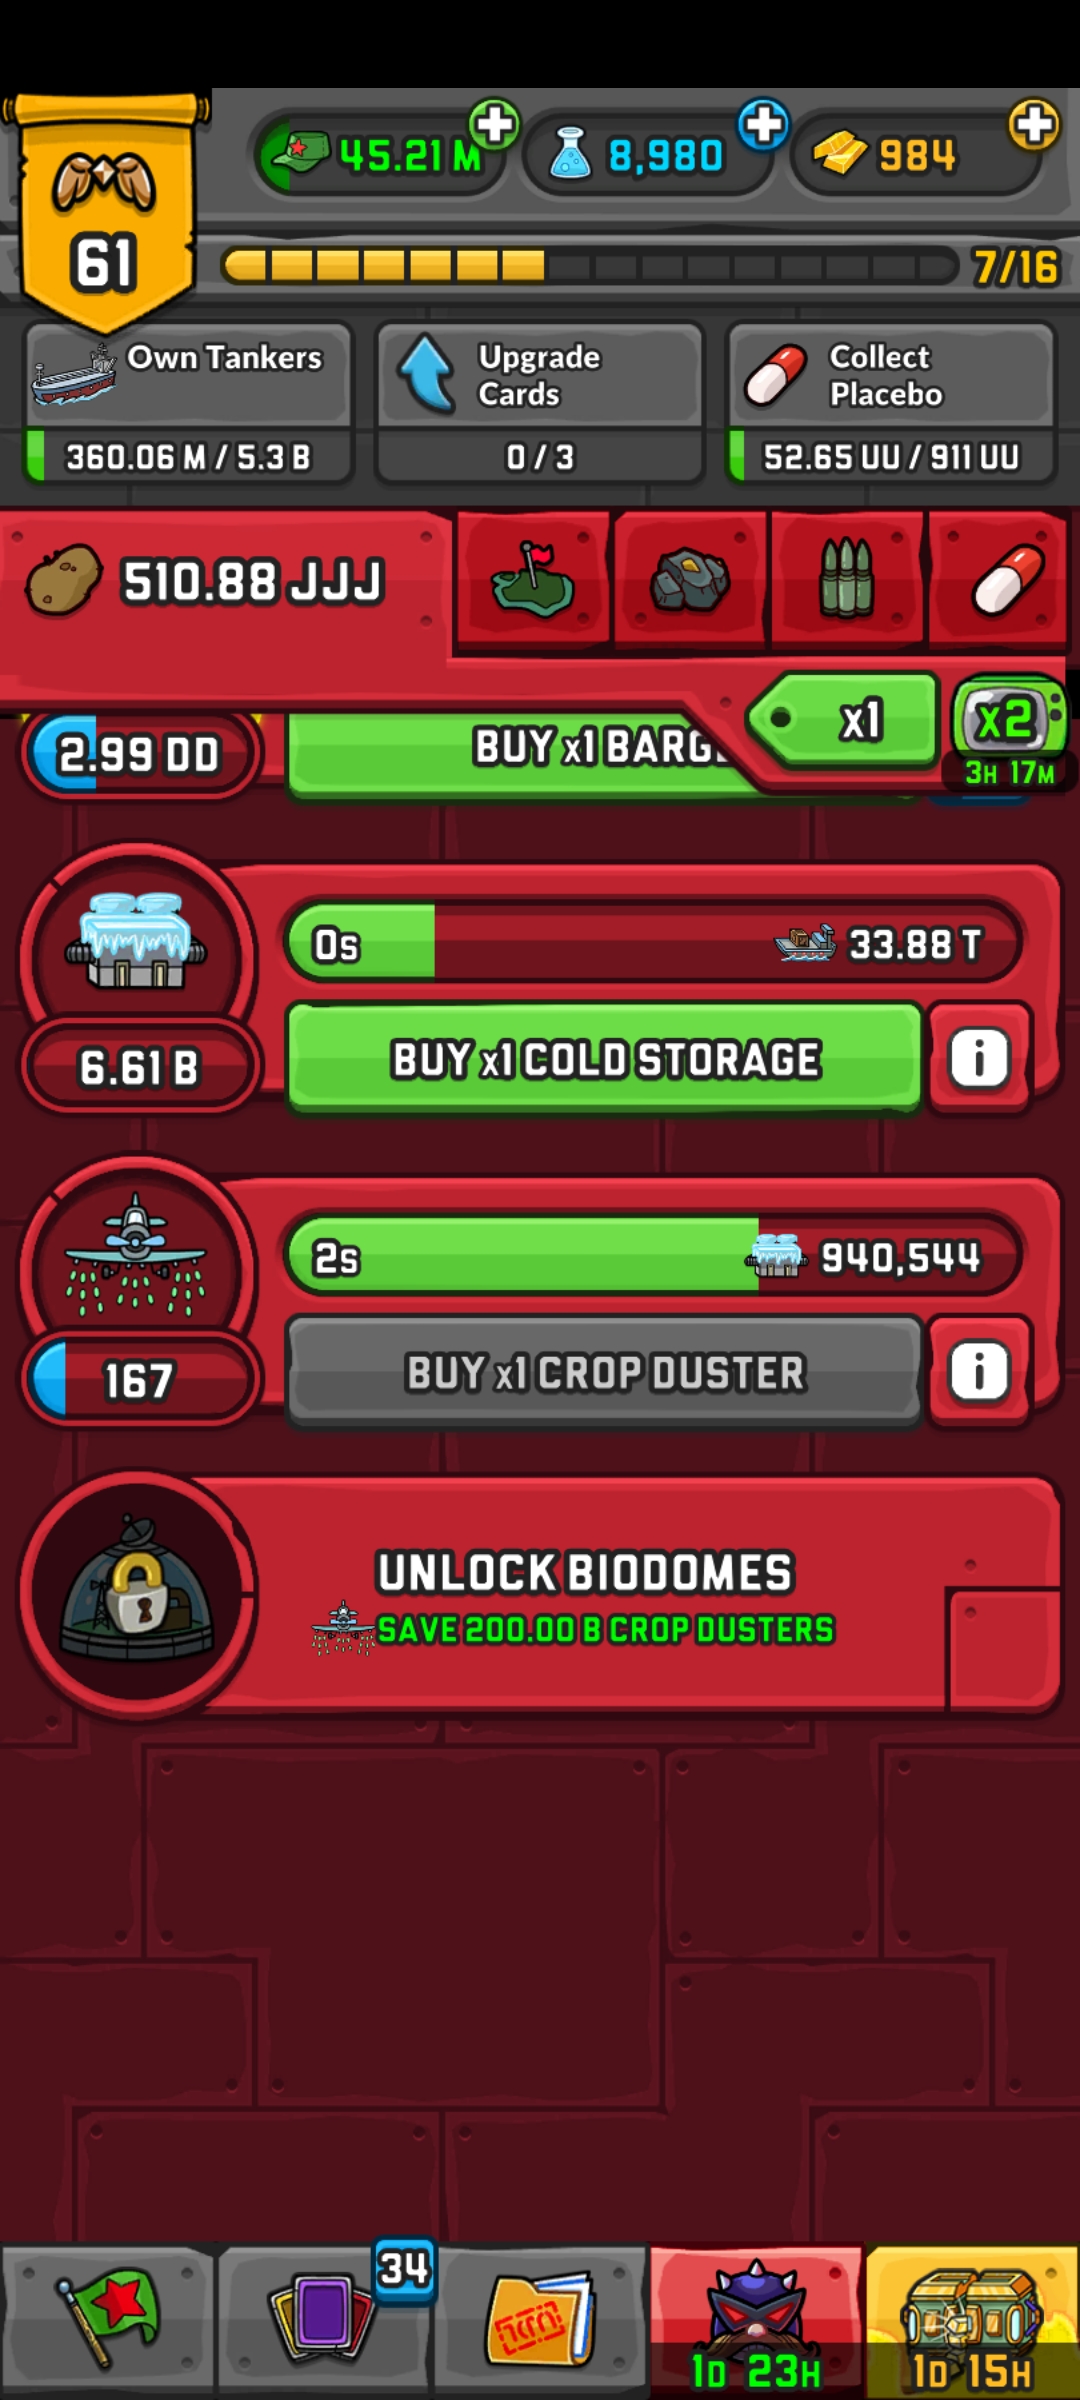 45.21 M
8,980
984
61
7/16
Own Tankers
360.06 M / 5.3 B
Upgrade
Cards
0 / 3
Collect
Placebo
52.65 UU / 911 UU
510.88 JJJ
x1
x2
3H 17M
2.99 DD
BUY x1
0s
33.88 T
6.61 B
BUY x1 COLD STORAGE
i
2s
940,544
167
BUY x1 CROP DUSTER
i
UNLOCK BIODOMES
SAVE 200.00 B CROP DUSTERS
34
1D 23H
1D 15H